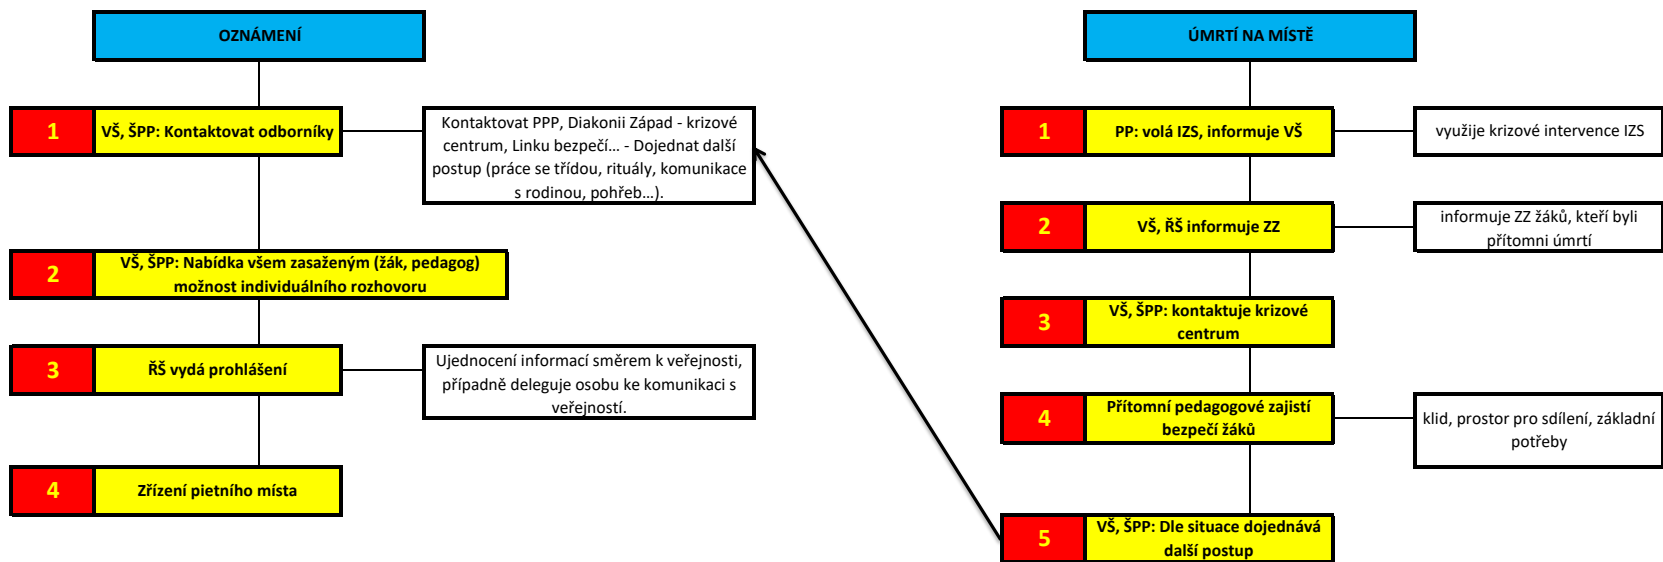 OZNÁMENÍ
1
VŠ, ŠPP: Kontaktovat odborníky
Kontaktovat PPP, Diakonii Západ - krizové
centrum, Linku bezpečí... - Dojednat další
postup (práce se třídou, rituály, komunikace
s rodinou, pohřeb...).
2
VŠ, ŠPP: Nabídka všem zasaženým (žák, pedagog)
možnost individuálního rozhovoru
3
ŘŠ vydá prohlášení
Ujednocení informací směrem k veřejnosti,
případně deleguje osobu ke komunikaci s
veřejností.
4
Zřízení pietního místa
ÚMRTÍ NA MÍSTĚ
1
PP: volá IZS, informuje VŠ
využije krizové intervence IZS
2
VŠ, ŘŠ informuje ZZ
informuje ZZ žáků, kteří byli
přítomni úmrtí
3
VŠ, ŠPP: kontaktuje krizové
centrum
4
Přítomní pedagogové zajistí
bezpečí žáků
klid, prostor pro sdílení, základní
potřeby
5
VŠ, ŠPP: Dle situace dojednává
další postup